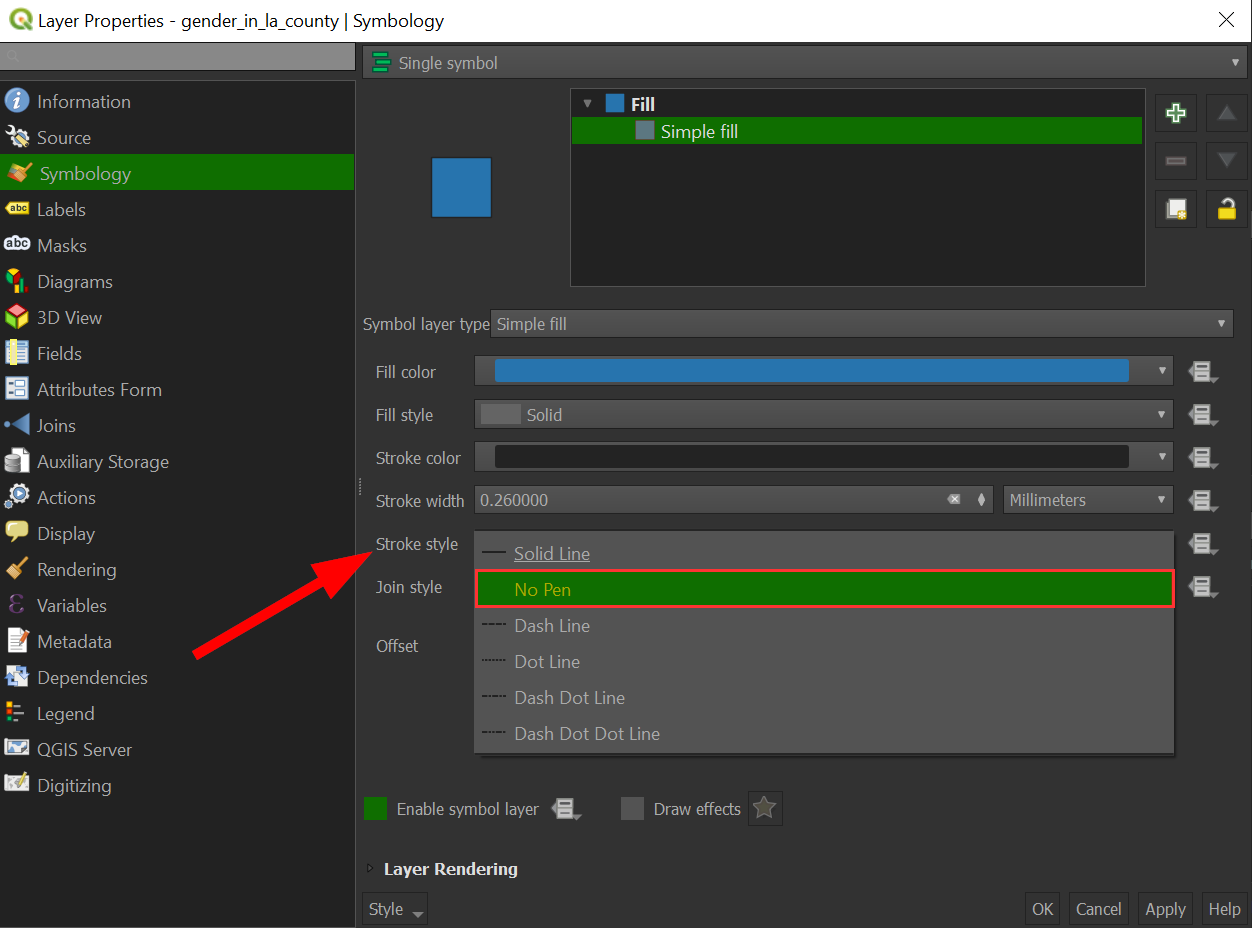 Layer Properties - gender_in_la_county | Symbology
Single symbol
Information
Source
Symbology
Labels
Masks
Diagrams
3D View
Fields
Attributes Form
Joins
Auxiliary Storage
Actions
Display
Rendering
Variables
Metadata
Dependencies
Legend
QGIS Server
Digitizing
abc
abc
Fill
Simple fill
Symbol layer type Simple fill
Fill color
Fill style Solid
Stroke color
Stroke width 0.260000 Millimeters
Stroke style
Solid Line
Join style
No Pen
Dash Line
Offset
Dot Line
Dash Dot Line
Dash Dot Dot Line
Enable symbol layer Draw effects
Layer Rendering
Style OK Cancel Apply Help